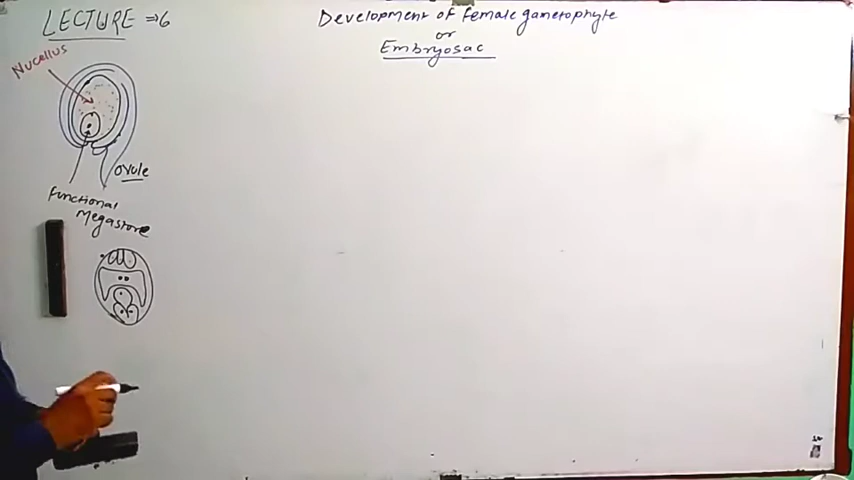 LECTURE ⇒6
Development of female gametophyte
or
Embryosac
Nucellus
ovule
Functional
Megaspore